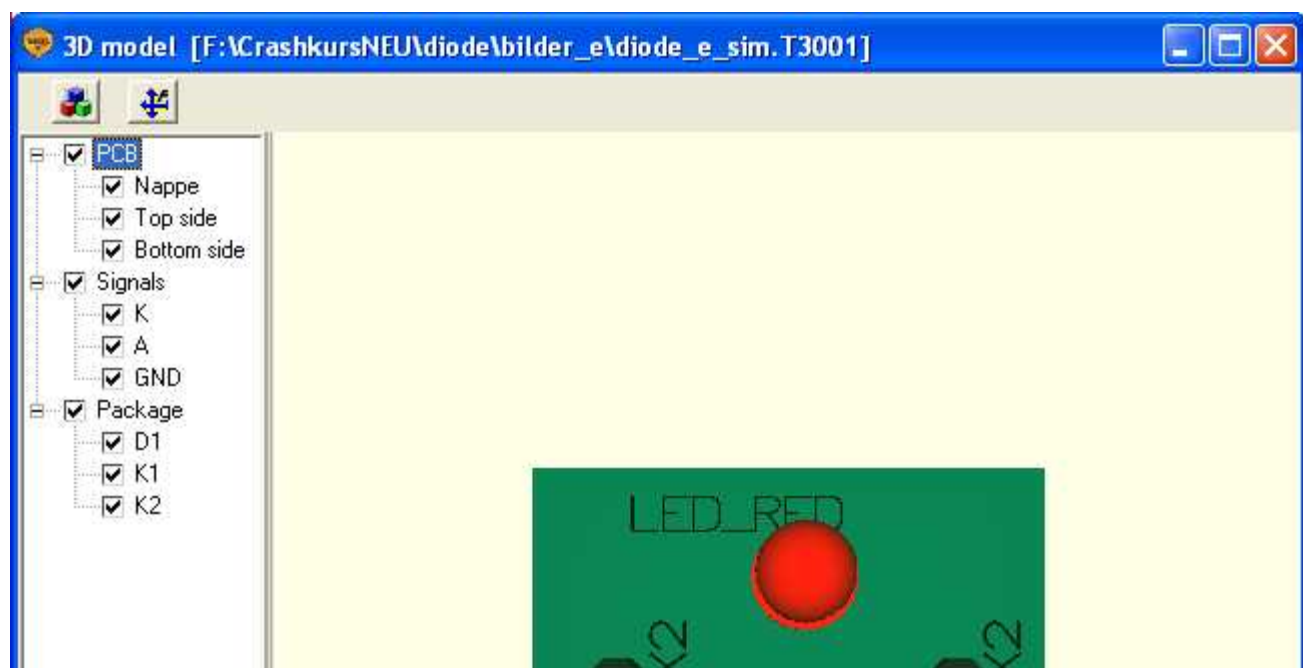 3D model [F:\CrashkursNEU\diode\bilder_e\diode_e_sim.T3001]
PCB
Nappe
Top side
Bottom side
Signals
K
A
GND
Package
D1
K1
K2
LED_RED